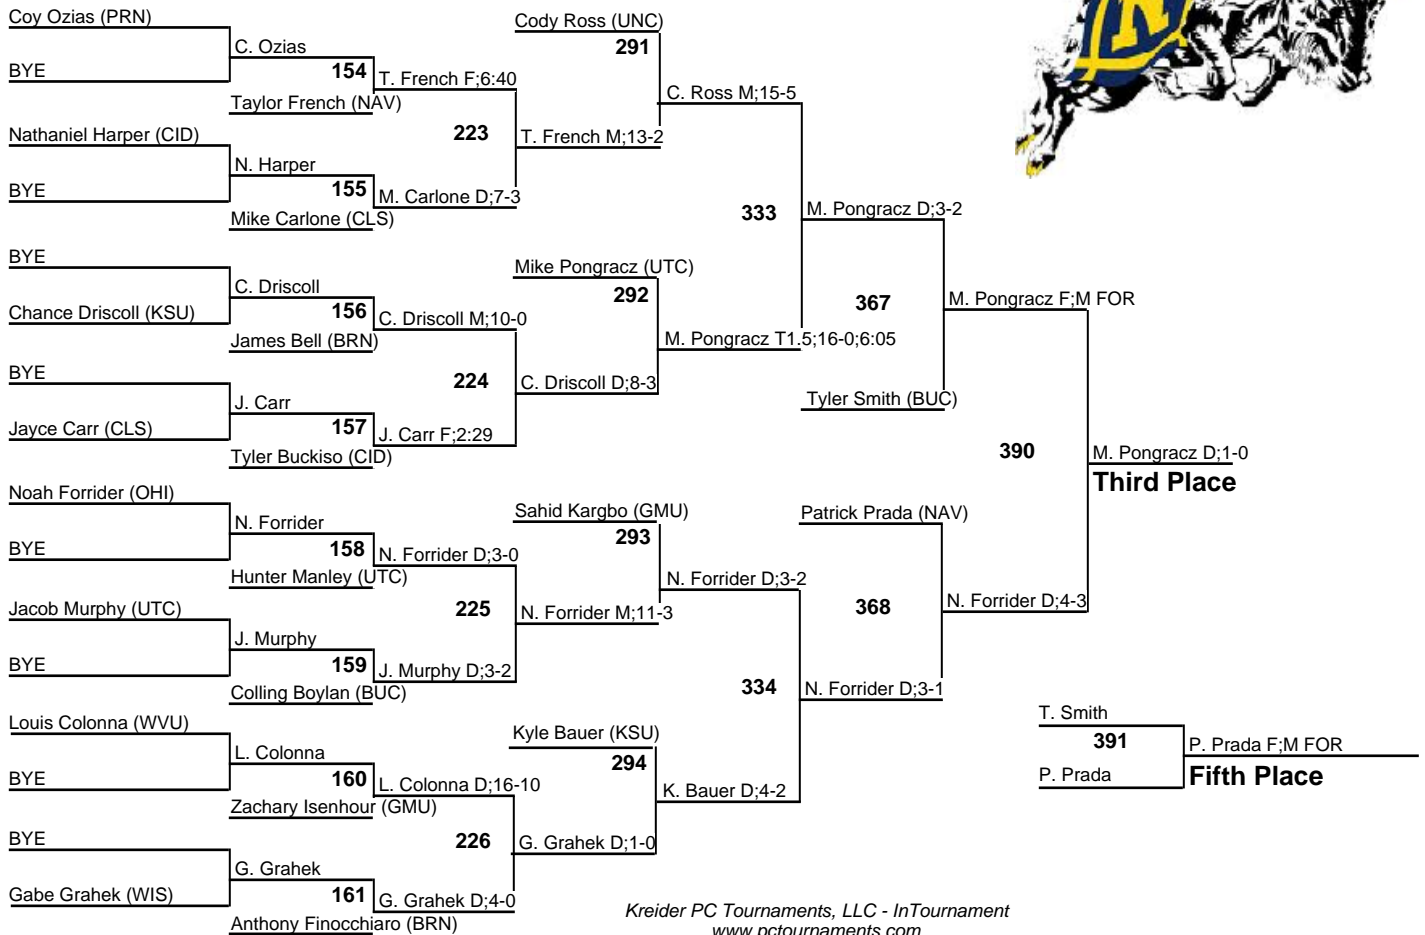 Coy Ozias (PRN)
BYE
Nathaniel Harper (CID)
BYE
BYE
Chance Driscoll (KSU)
BYE
Jayce Carr (CLS)
Noah Forrider (OHI)
BYE
Jacob Murphy (UTC)
BYE
Louis Colonna (WVU)
BYE
BYE
Gabe Grahek (WIS)
C. Ozias
154
Taylor French (NAV)
N. Harper
155
Mike Carlone (CLS)
C. Driscoll
156
James Bell (BRN)
J. Carr
157
Tyler Buckiso (CID)
N. Forrider
158
Hunter Manley (UTC)
J. Murphy
159
Colling Boylan (BUC)
L. Colonna
160
Zachary Isenhour (GMU)
G. Grahek
161
Anthony Finocchiaro (BRN)
T. French F;6:40
223
M. Carlone D;7-3
C. Driscoll M;10-0
224
J. Carr F;2:29
N. Forrider D;3-0
225
J. Murphy D;3-2
L. Colonna D;16-10
226
G. Grahek D;4-0
Cody Ross (UNC)
291
T. French M;13-2
Mike Pongracz (UTC)
292
C. Driscoll D;8-3
Sahid Kargbo (GMU)
293
N. Forrider M;11-3
Kyle Bauer (KSU)
294
G. Grahek D;1-0
C. Ross M;15-5
333
M. Pongracz T1.5;16-0;6:05
N. Forrider D;3-2
334
K. Bauer D;4-2
M. Pongracz D;3-2
367
Tyler Smith (BUC)
Patrick Prada (NAV)
368
N. Forrider D;3-1
M. Pongracz F;M FOR
390
N. Forrider D;4-3
M. Pongracz D;1-0
Third Place
T. Smith
391
P. Prada
P. Prada F;M FOR
Fifth Place
N
Kreider PC Tournaments, LLC - InTournament
www.pctournaments.com